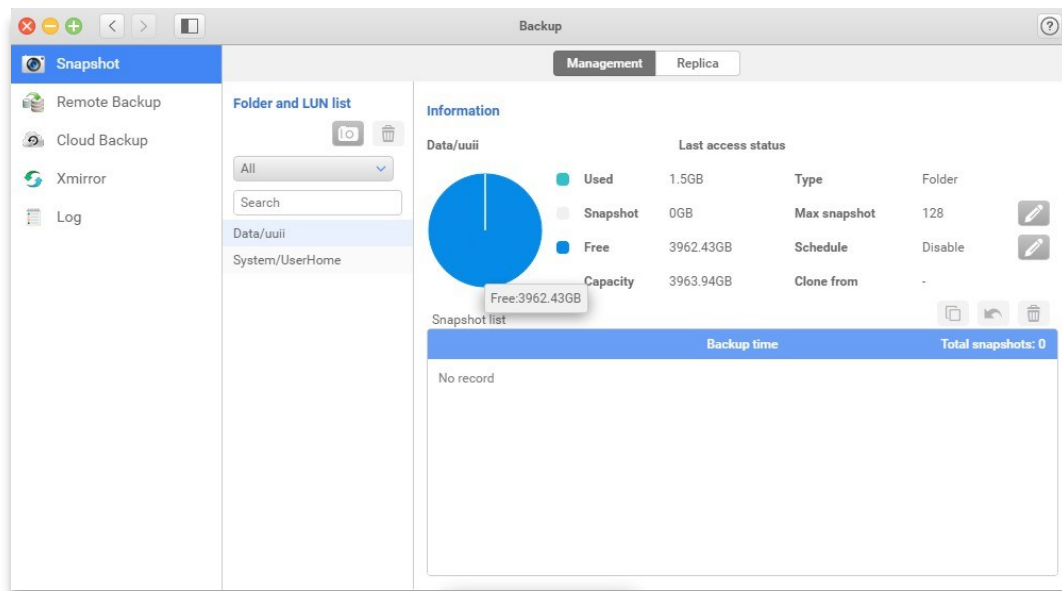 Backup
?
Snapshot
Remote Backup
Cloud Backup
Xmirror
Log
Management Replica
Folder and LUN list
All
Search
Data/uuii
System/UserHome
Information
Data/uuii Last access status
Used 1.5GB Type Folder
Snapshot 0GB Max snapshot 128
Free 3962.43GB Schedule Disable
Capacity 3963.94GB Clone from -
Free:3962.43GB
Snapshot list
Backup time Total snapshots: 0
No record